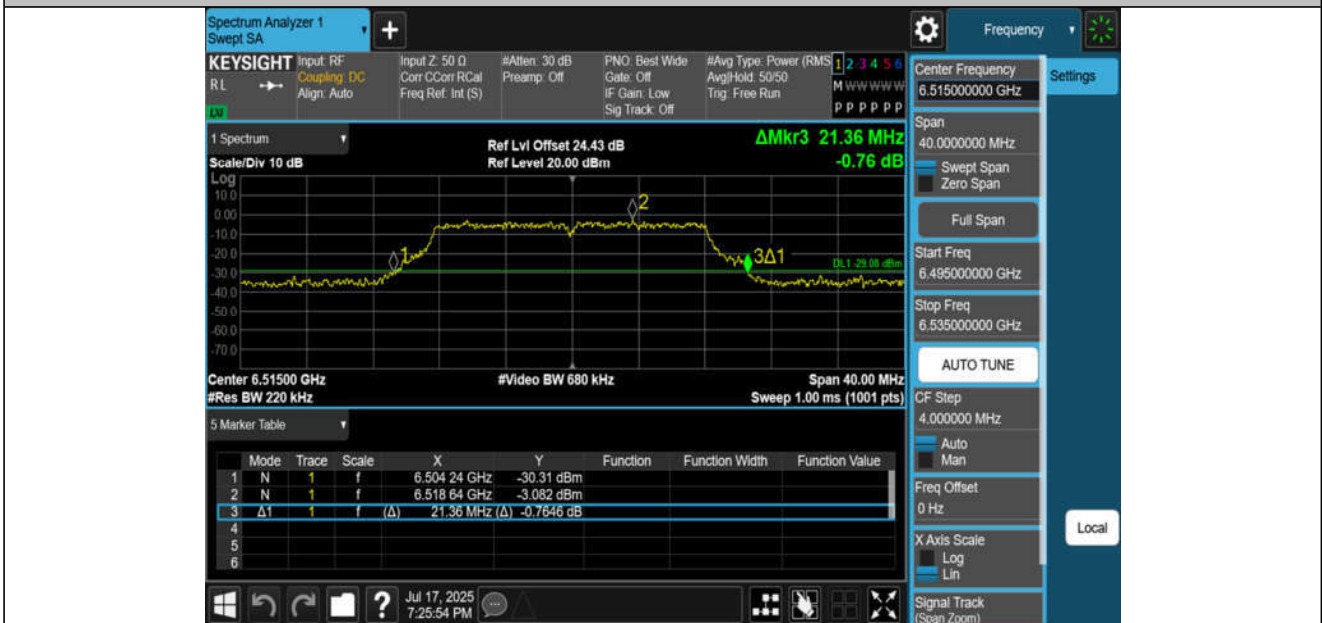 Spectrum Analyzer 1
Swept SA
+
Frequency
KEYSIGHT
RL
LXI
Input: RF
Coupling: DC
Align: Auto
Input Z: 50 Ω
Corr CCorr RCal
Freq Ref: Int (S)
#Atten: 30 dB
Preamp: Off
PNO: Best Wide
Gate: Off
IF Gain: Low
Sig Track: Off
#Avg Type: Power (RMS
Avg|Hold: 50/50
Trig: Free Run
1 2 3 4 5 6
M W W W W W
P P P P P P
1 Spectrum
Scale/Div 10 dB
Ref Lvl Offset 24.43 dB
Ref Level 20.00 dBm
ΔMkr3 21.36 MHz
-0.76 dB
Log
10.0
0.00
-10.0
-20.0
-30.0
-40.0
-50.0
-60.0
-70.0
1
2
3Δ1
DL1 -29.08 dBm
Center 6.51500 GHz
#Video BW 680 kHz
Span 40.00 MHz
#Res BW 220 kHz
Sweep 1.00 ms (1001 pts)
5 Marker Table
Mode Trace Scale X Y Function Function Width Function Value
1 N 1 f 6.504 24 GHz -30.31 dBm
2 N 1 f 6.518 64 GHz -3.082 dBm
3 Δ1 1 f (Δ) 21.36 MHz (Δ) -0.7646 dB
4
5
6
?
Jul 17, 2025
7:25:54 PM
Center Frequency
6.515000000 GHz
Span
40.0000000 MHz
Swept Span
Zero Span
Full Span
Start Freq
6.495000000 GHz
Stop Freq
6.535000000 GHz
AUTO TUNE
CF Step
4.000000 MHz
Auto
Man
Freq Offset
0 Hz
X Axis Scale
Log
Lin
Signal Track
(Span Zoom)
Settings
Local